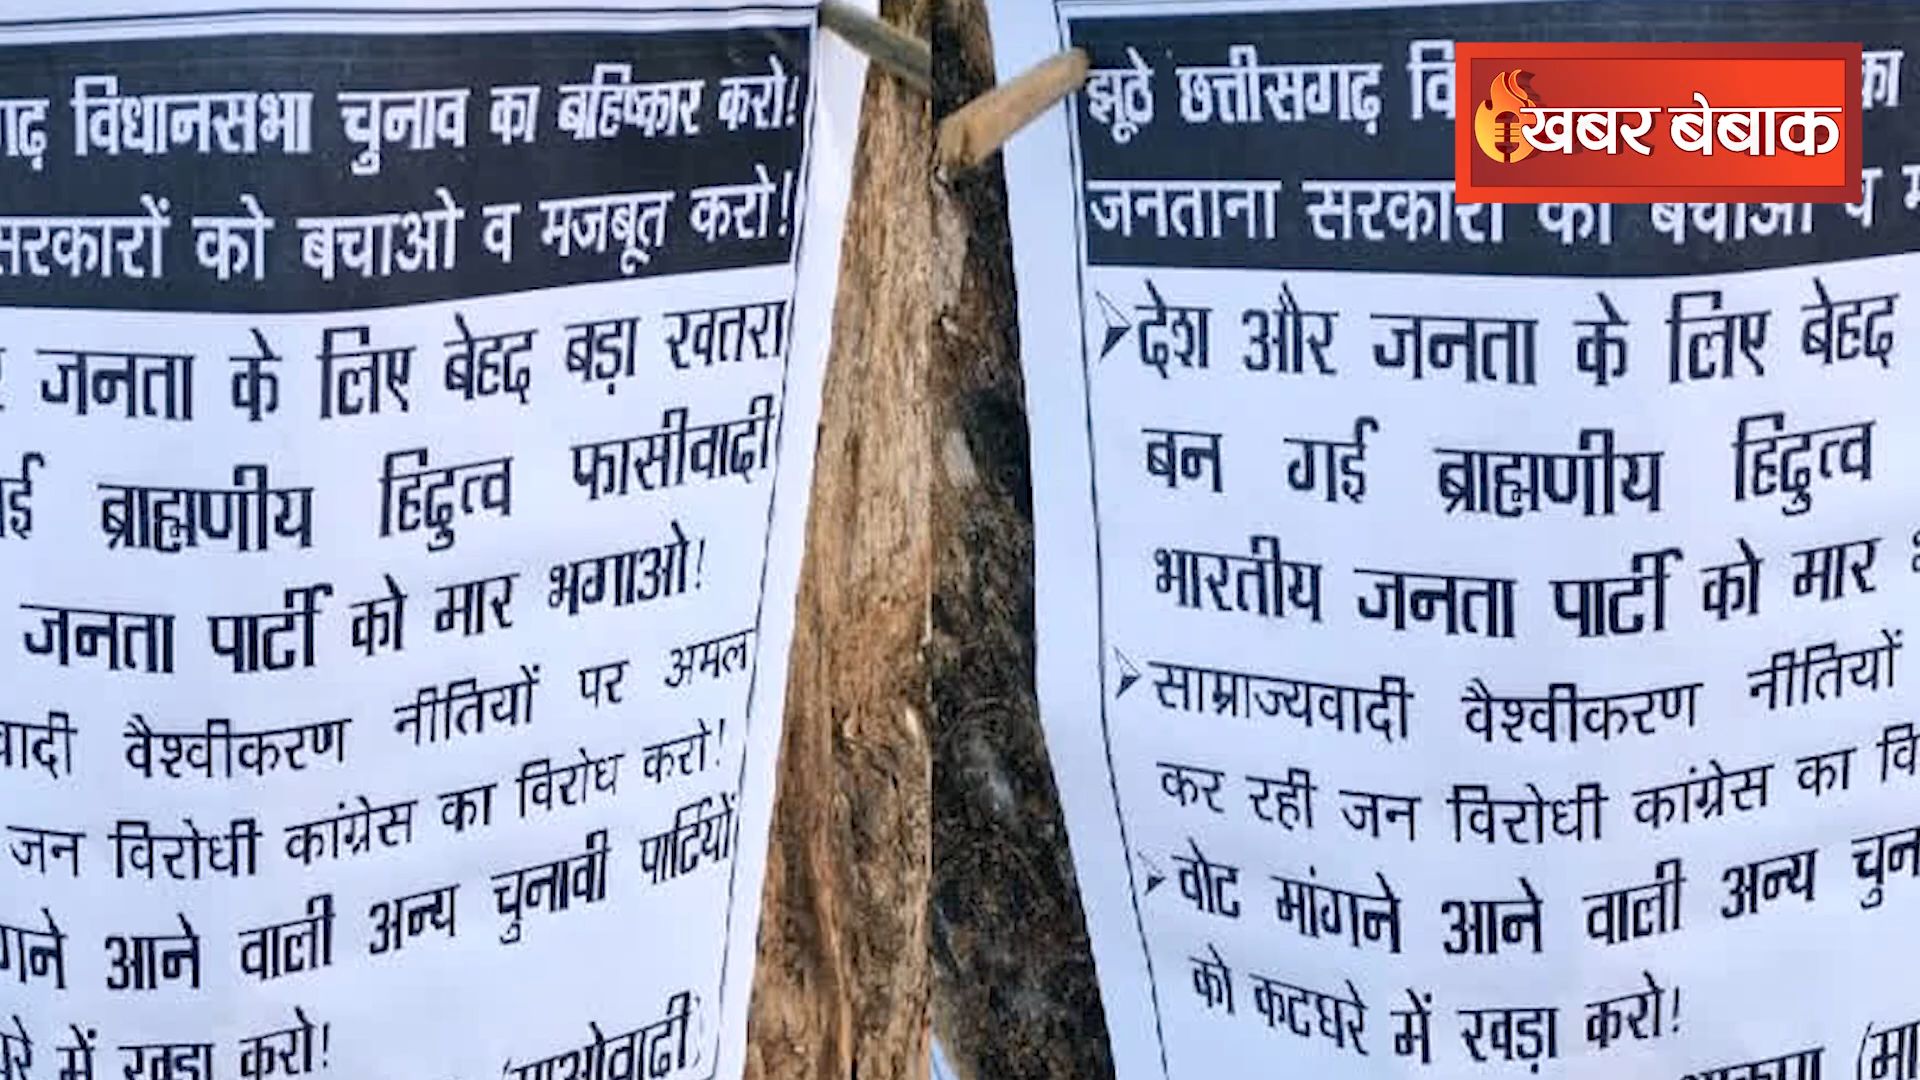 गढ़ विधानसभा चुनाव का बहिष्कार करो!
सरकारों को बचाओ व मजबूत करो!
जनता के लिए बेहद बड़ा खतरा
ब्राह्मणीय हिंदुत्व फासीवादी
जनता पार्टी को मार भगाओ!
वादी वैश्वीकरण नीतियों पर अमल
जन विरोधी कांग्रेस का विरोध करो!
गने आने वाली अन्य चुनावी पार्टियों
रे में खड़ा करो!
(माओवादी)
झूठे छत्तीसगढ़ वि
का
खबर बेबाक
जनताना सरकारों को बचाओ व
➢देश और जनता के लिए बेहद
बन गई ब्राह्मणीय हिंदुत्व
भारतीय जनता पार्टी को मार
➢साम्राज्यवादी वैश्वीकरण नीतियों
कर रही जन विरोधी कांग्रेस का वि
➢वोट मांगने आने वाली अन्य चुन
को कटघरे में खड़ा करो!
(मा